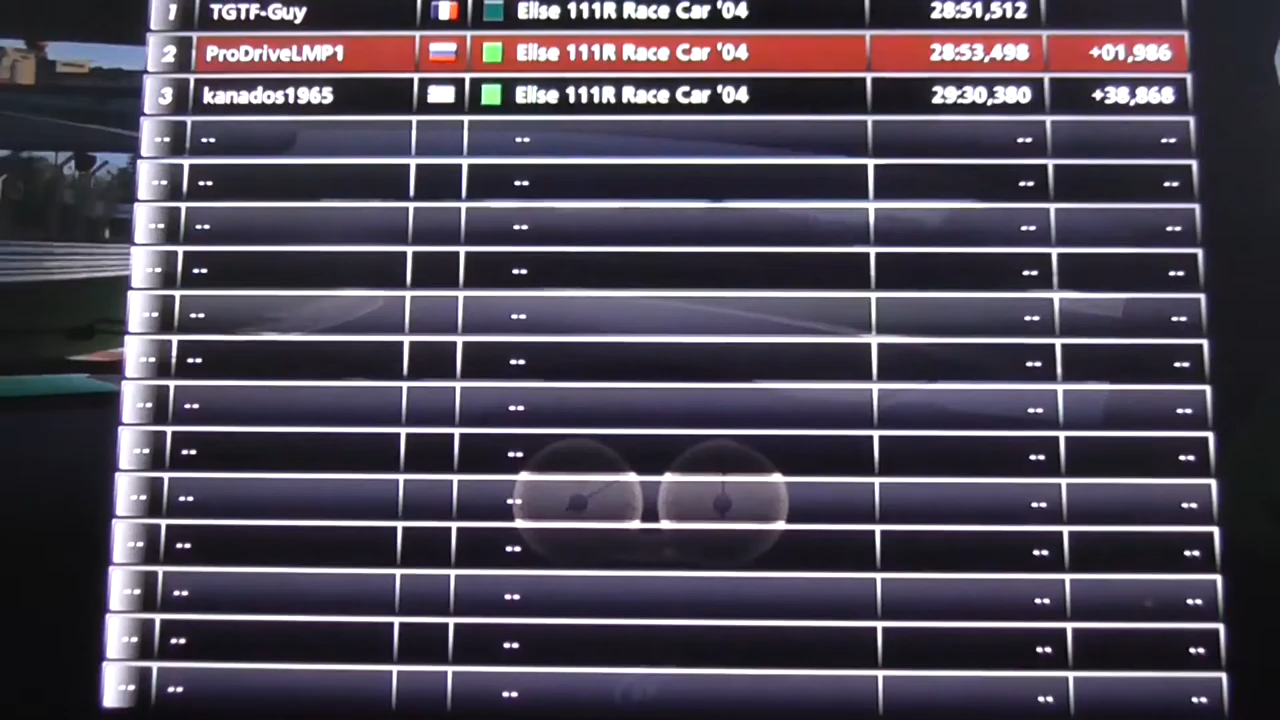 1 TGTF-Guy Elise 111R Race Car '04 28:51,512
2 ProDriveLMP1 Elise 111R Race Car '04 28:53,498 +01,986
3 kanados1965 Elise 111R Race Car '04 29:30,380 +38,868
-- -- -- -- --
-- -- -- -- --
-- -- -- -- --
-- -- -- -- --
-- -- -- -- --
-- -- -- -- --
-- -- -- -- --
-- -- -- -- --
-- -- -- -- --
-- -- -- -- --
-- -- -- -- --
-- -- -- -- --
-- -- -- -- --